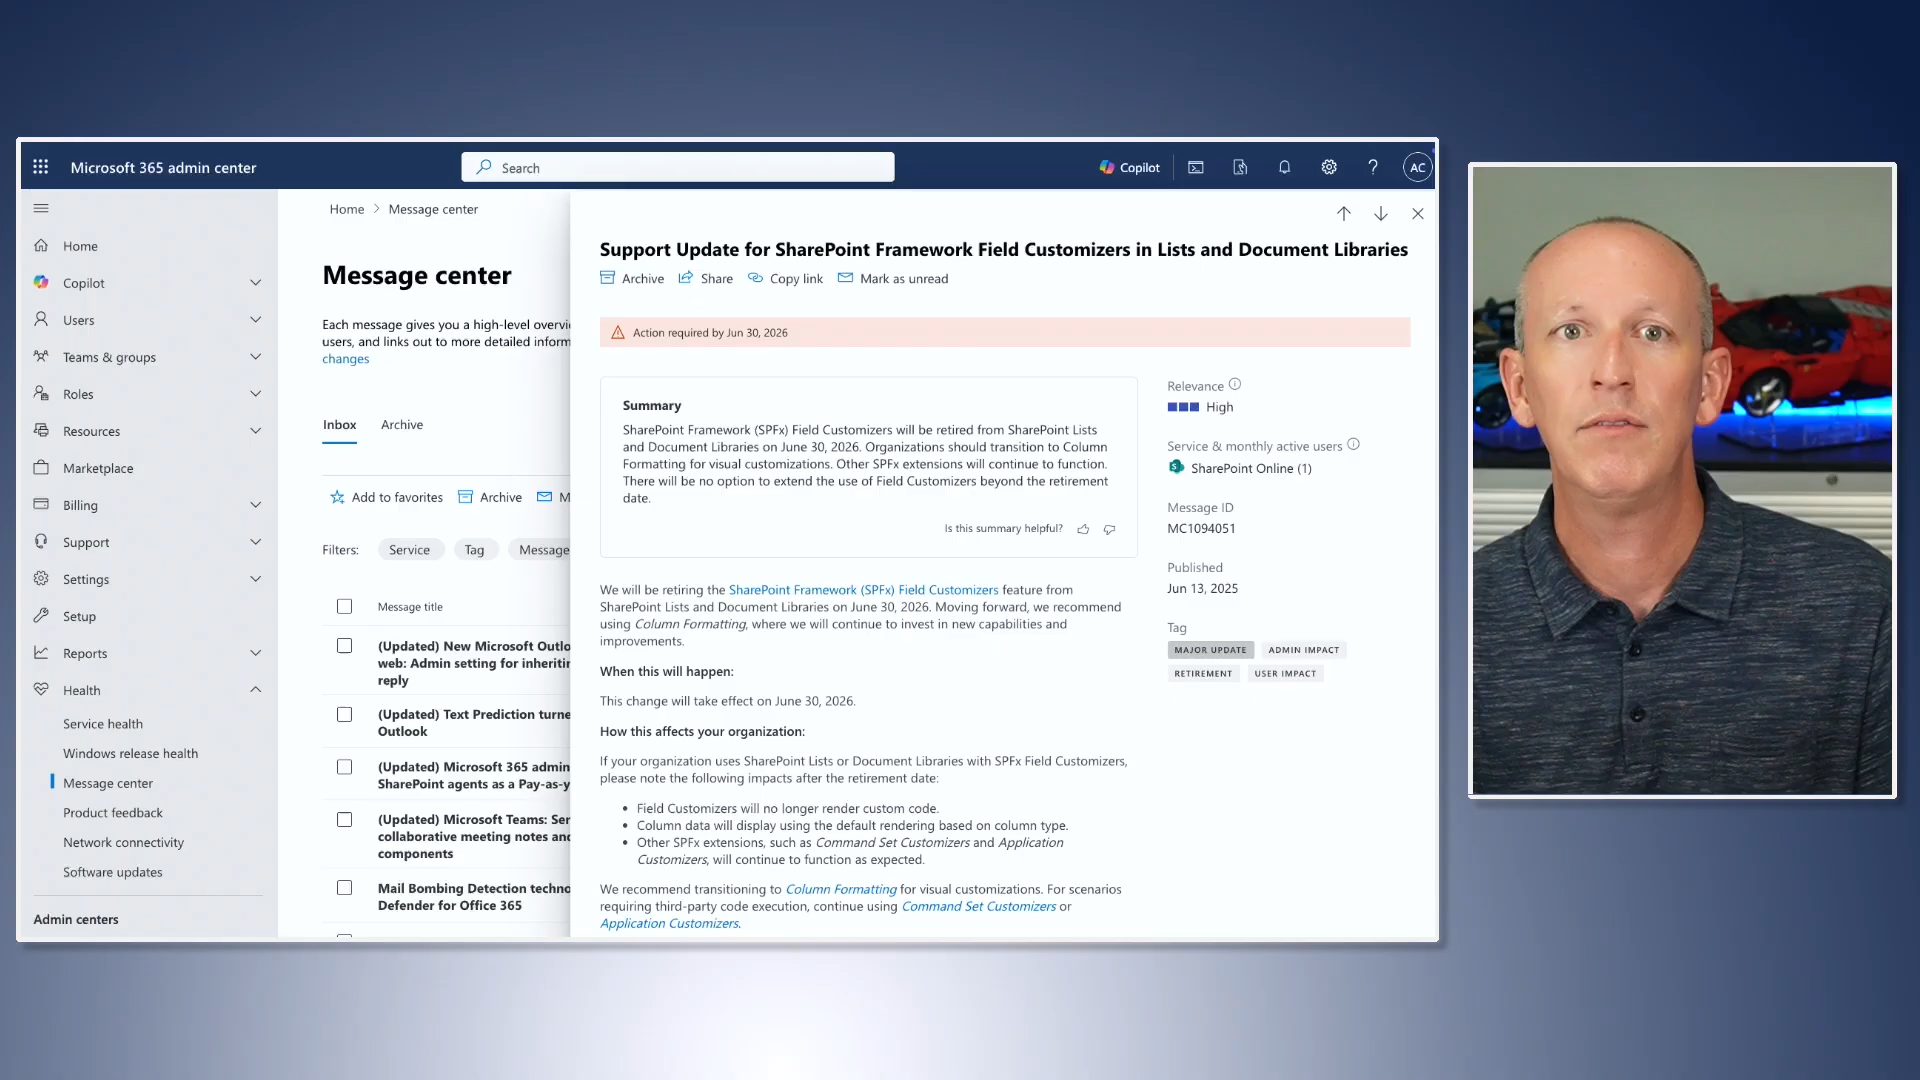 Microsoft 365 admin center
Search
Copilot
AC
Home
Copilot
Users
Teams & groups
Roles
Resources
Marketplace
Billing
Support
Settings
Setup
Reports
Health
Service health
Windows release health
Message center
Product feedback
Network connectivity
Software updates
Admin centers
Home > Message center
Message center
Each message gives you a high-level overvi
users, and links out to more detailed inform
changes
Inbox Archive
Add to favorites Archive M
Filters: Service Tag Message
Message title
(Updated) New Microsoft Outlo
web: Admin setting for inheritin
reply
(Updated) Text Prediction turne
Outlook
(Updated) Microsoft 365 admin
SharePoint agents as a Pay-as-y
(Updated) Microsoft Teams: Ser
collaborative meeting notes and
components
Mail Bombing Detection techno
Defender for Office 365
Support Update for SharePoint Framework Field Customizers in Lists and Document Libraries
Archive Share Copy link Mark as unread
Action required by Jun 30, 2026
Summary
SharePoint Framework (SPFx) Field Customizers will be retired from SharePoint Lists
and Document Libraries on June 30, 2026. Organizations should transition to Column
Formatting for visual customizations. Other SPFx extensions will continue to function.
There will be no option to extend the use of Field Customizers beyond the retirement
date.
Is this summary helpful?
We will be retiring the SharePoint Framework (SPFx) Field Customizers feature from
SharePoint Lists and Document Libraries on June 30, 2026. Moving forward, we recommend
using Column Formatting, where we will continue to invest in new capabilities and
improvements.
When this will happen:
This change will take effect on June 30, 2026.
How this affects your organization:
If your organization uses SharePoint Lists or Document Libraries with SPFx Field Customizers,
please note the following impacts after the retirement date:
• Field Customizers will no longer render custom code.
• Column data will display using the default rendering based on column type.
• Other SPFx extensions, such as Command Set Customizers and Application
Customizers, will continue to function as expected.
We recommend transitioning to Column Formatting for visual customizations. For scenarios
requiring third-party code execution, continue using Command Set Customizers or
Application Customizers.
Relevance
High
Service & monthly active users
SharePoint Online (1)
Message ID
MC1094051
Published
Jun 13, 2025
Tag
MAJOR UPDATE ADMIN IMPACT
RETIREMENT USER IMPACT